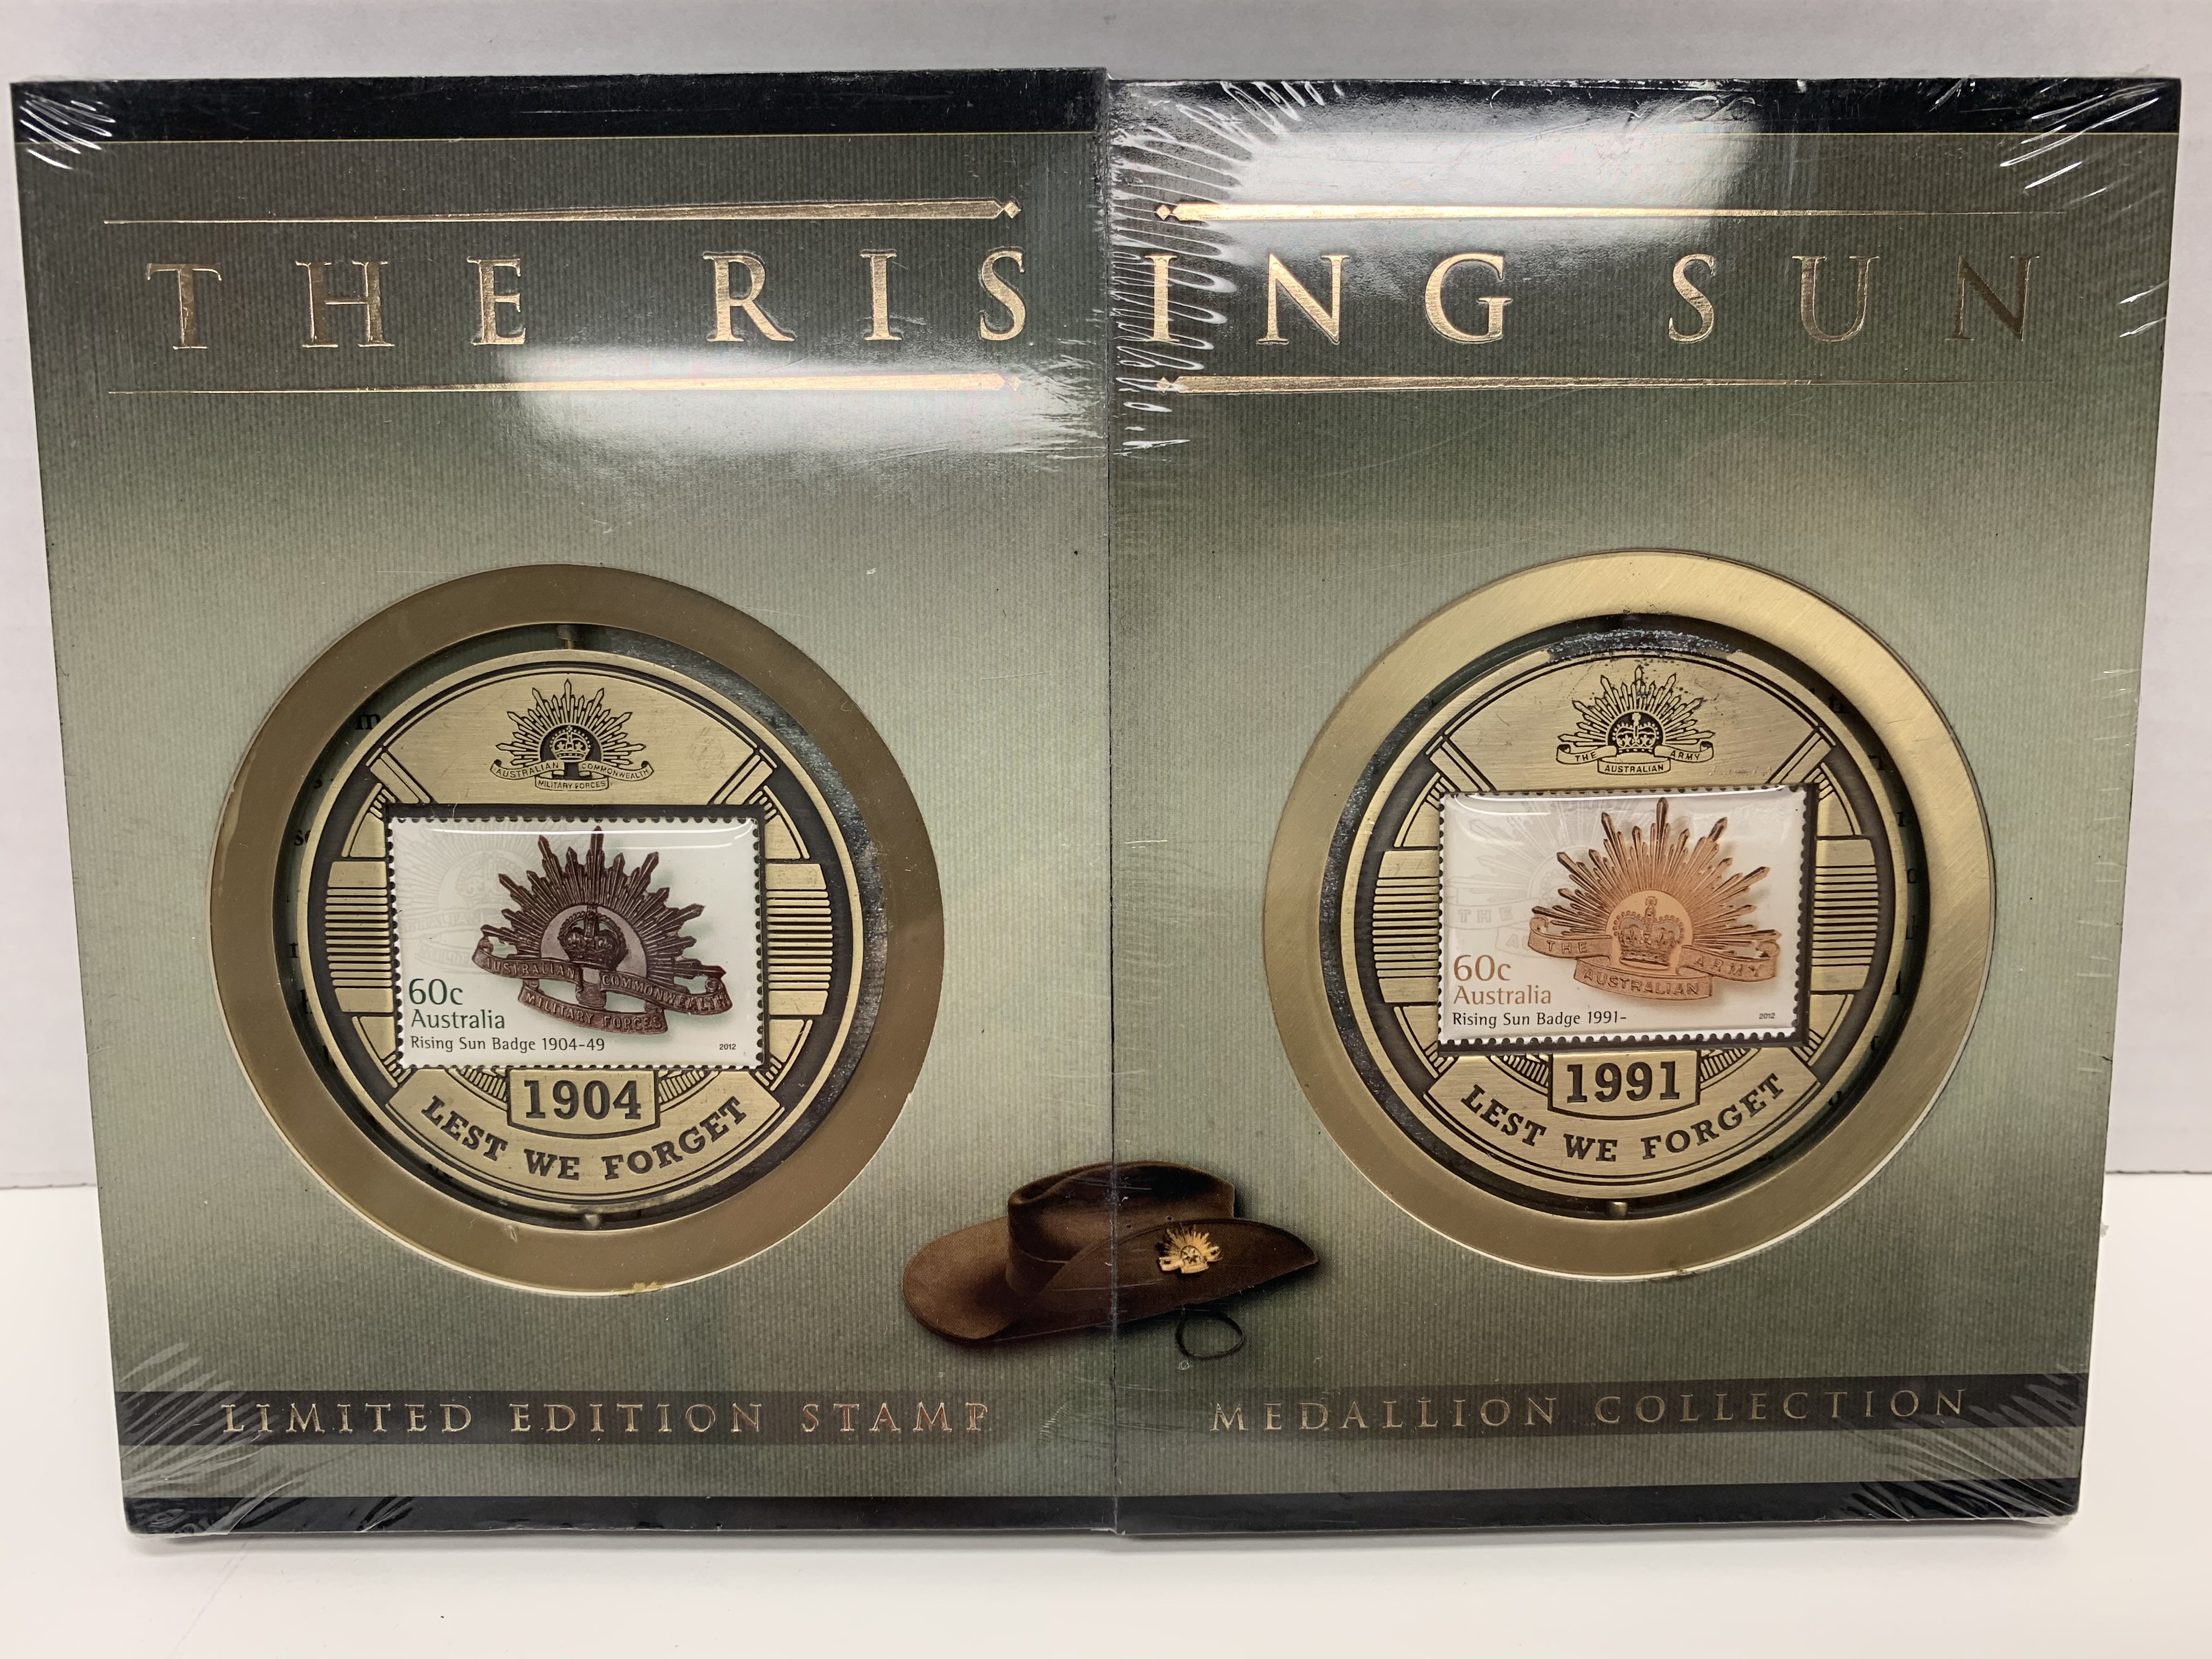 THE RISING SUN
AUSTRALIAN COMMONWEALTH
MILITARY FORCES
AUSTRALIAN COMMONWEALTH
MILITARY FORCES
60c
Australia
Rising Sun Badge 1904-49
2012
1904
LEST WE FORGET
THE ARMY
AUSTRALIAN
THE
THE ARMY
AUSTRALIAN
60c
Australia
Rising Sun Badge 1991-
2012
1991
LEST WE FORGET
LIMITED EDITION STAMP MEDALLION COLLECTION